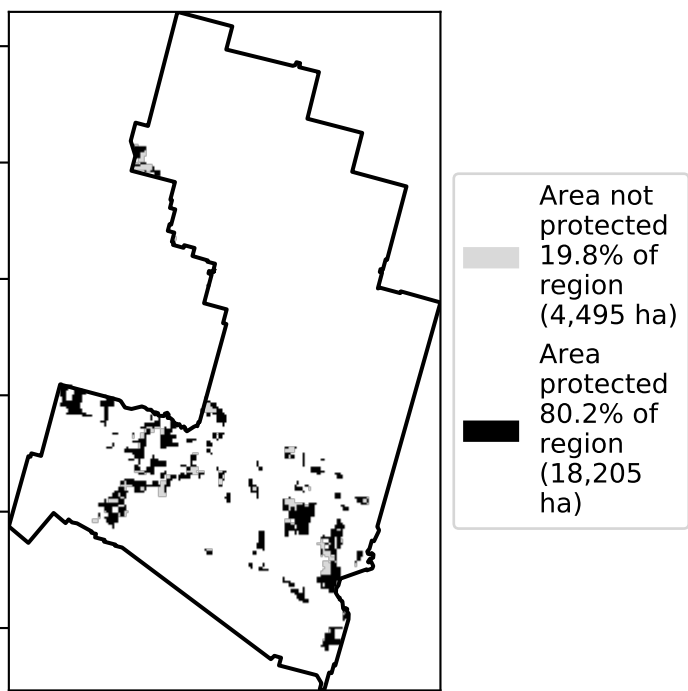 Area not
protected
19.8% of
region
(4,495 ha)
Area
protected
80.2% of
region
(18,205
ha)